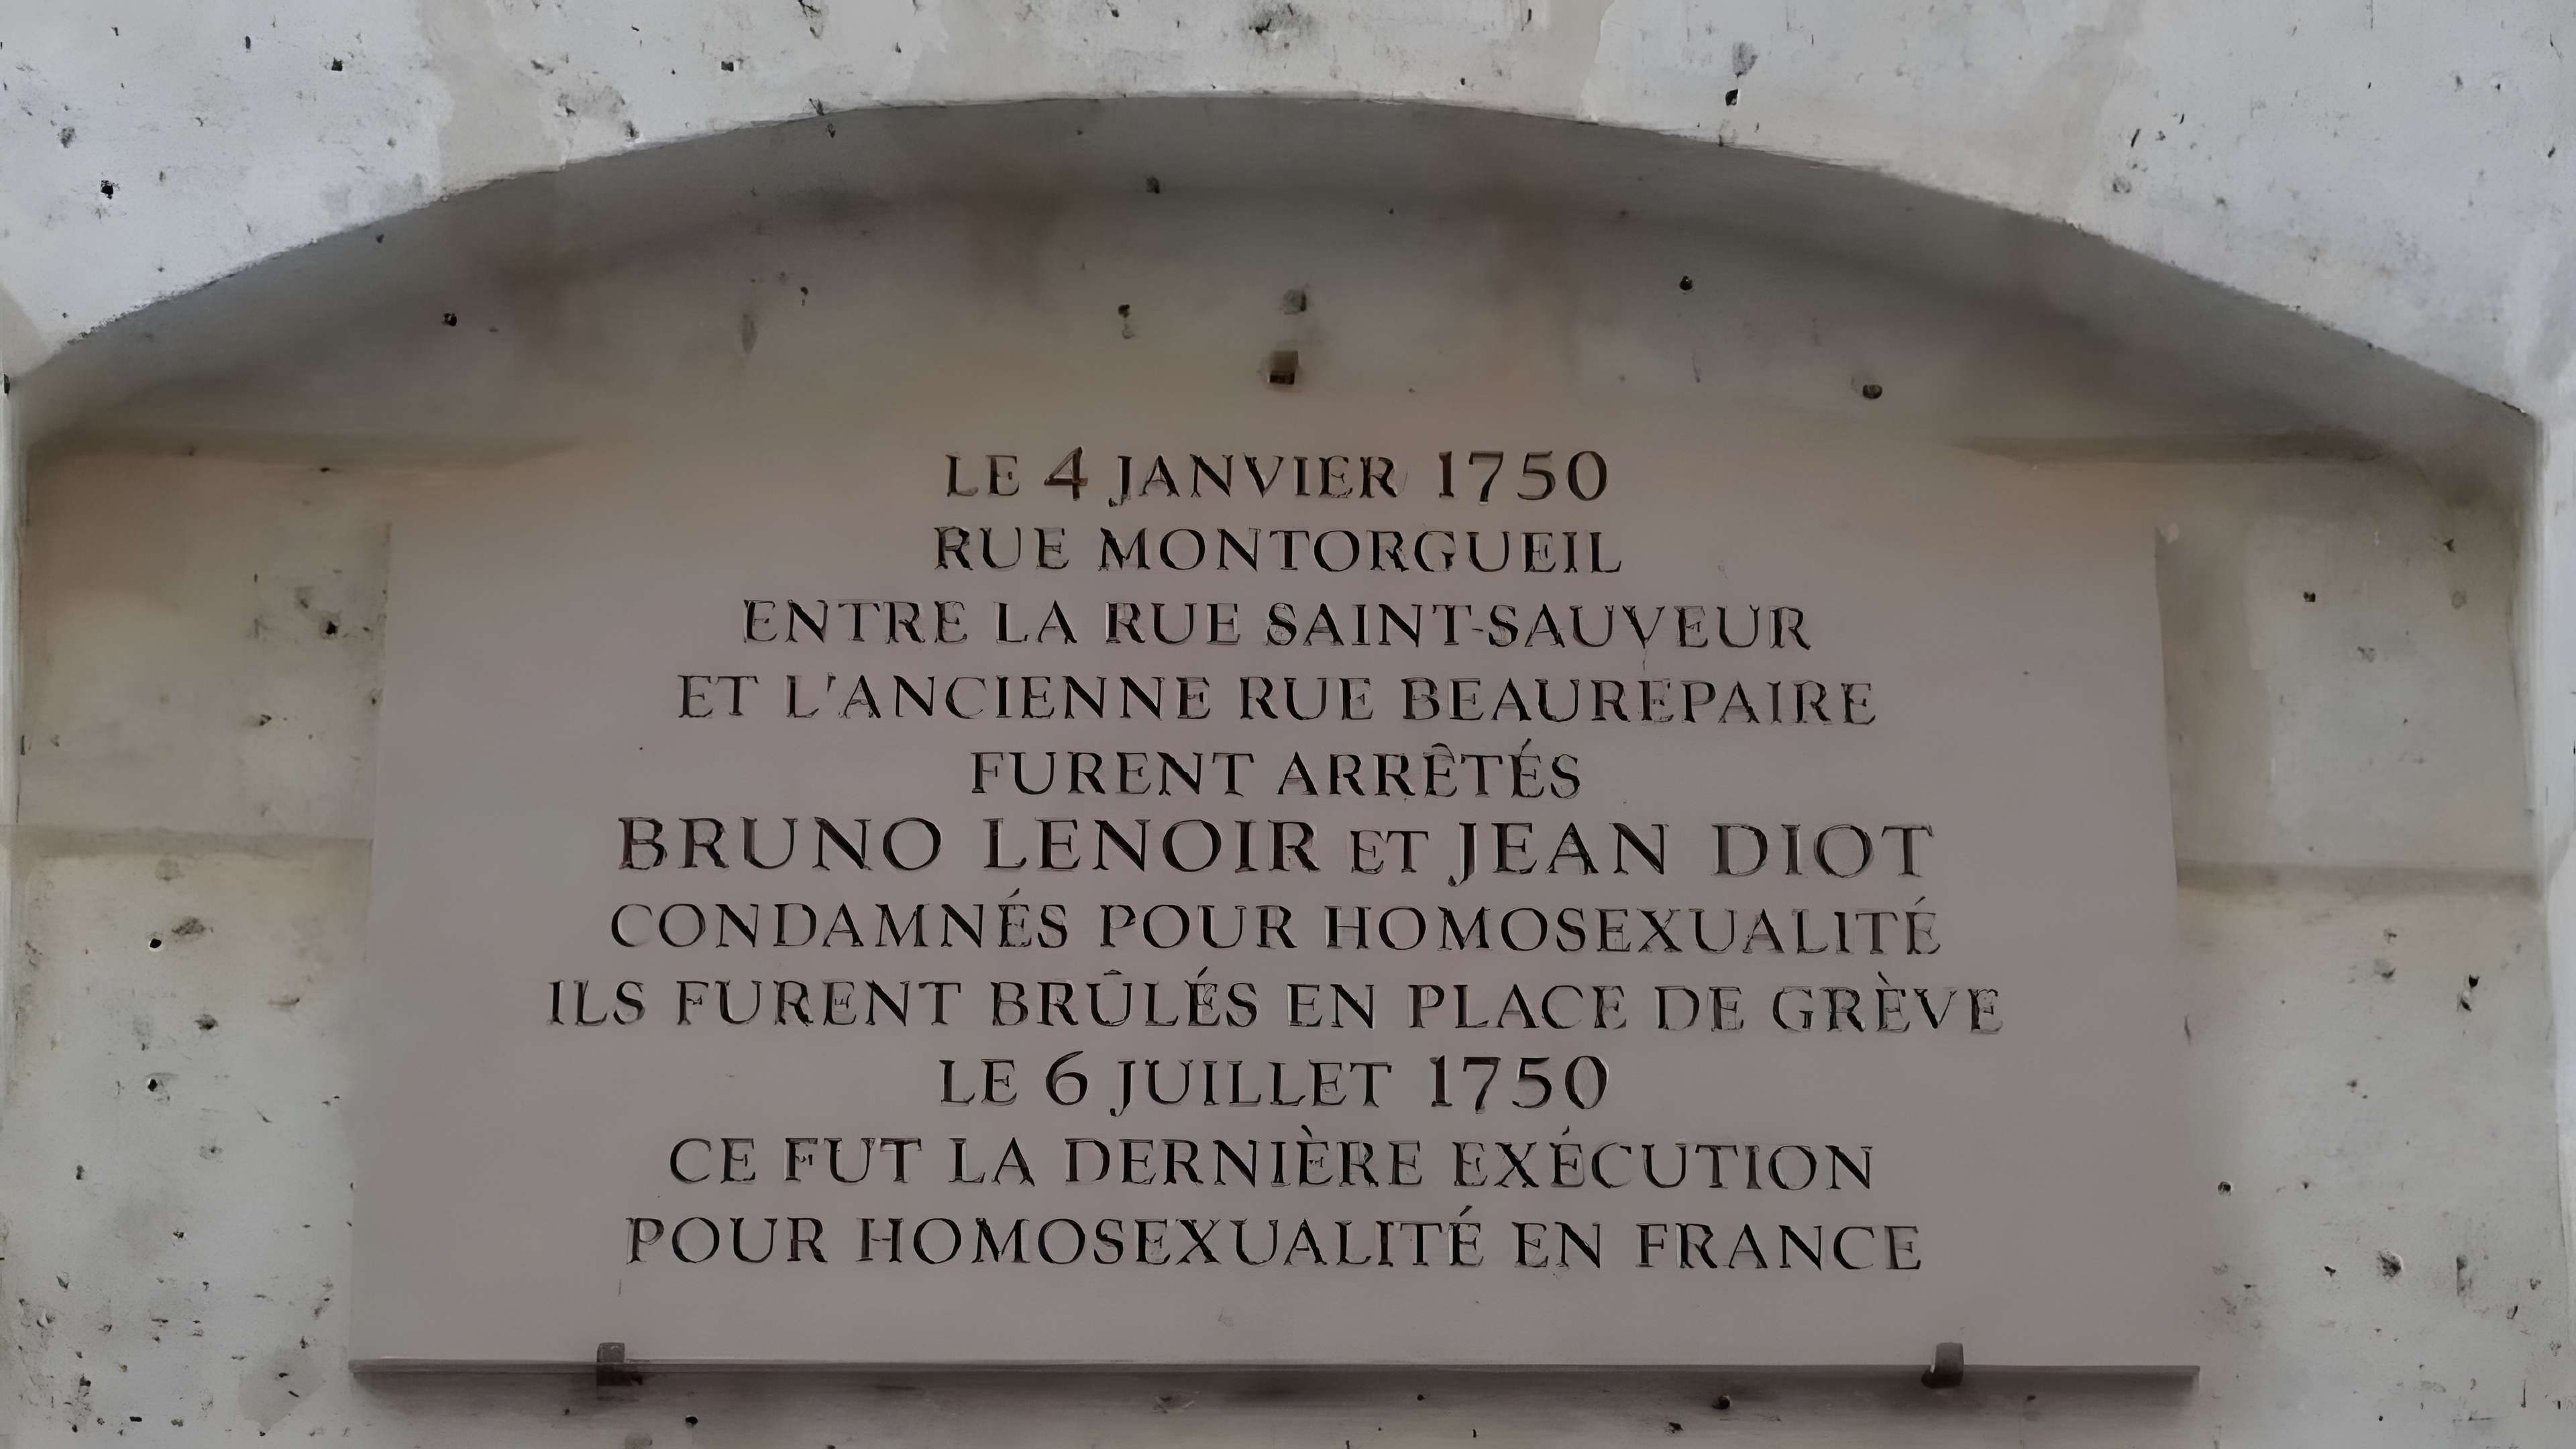 LE 4 JANVIER 1750
RUE MONTORGUEIL
ENTRE LA RUE SAINT-SAUVEUR
ET L'ANCIENNE RUE BEAUREPAIRE
FURENT ARRÊTÉS
BRUNO LENOIR ET JEAN DIOT
CONDAMNÉS POUR HOMOSEXUALITÉ
ILS FURENT BRÛLÉS EN PLACE DE GRÈVE
LE 6 JUILLET 1750
CE FUT LA DERNIÈRE EXÉCUTION
POUR HOMOSEXUALITÉ EN FRANCE